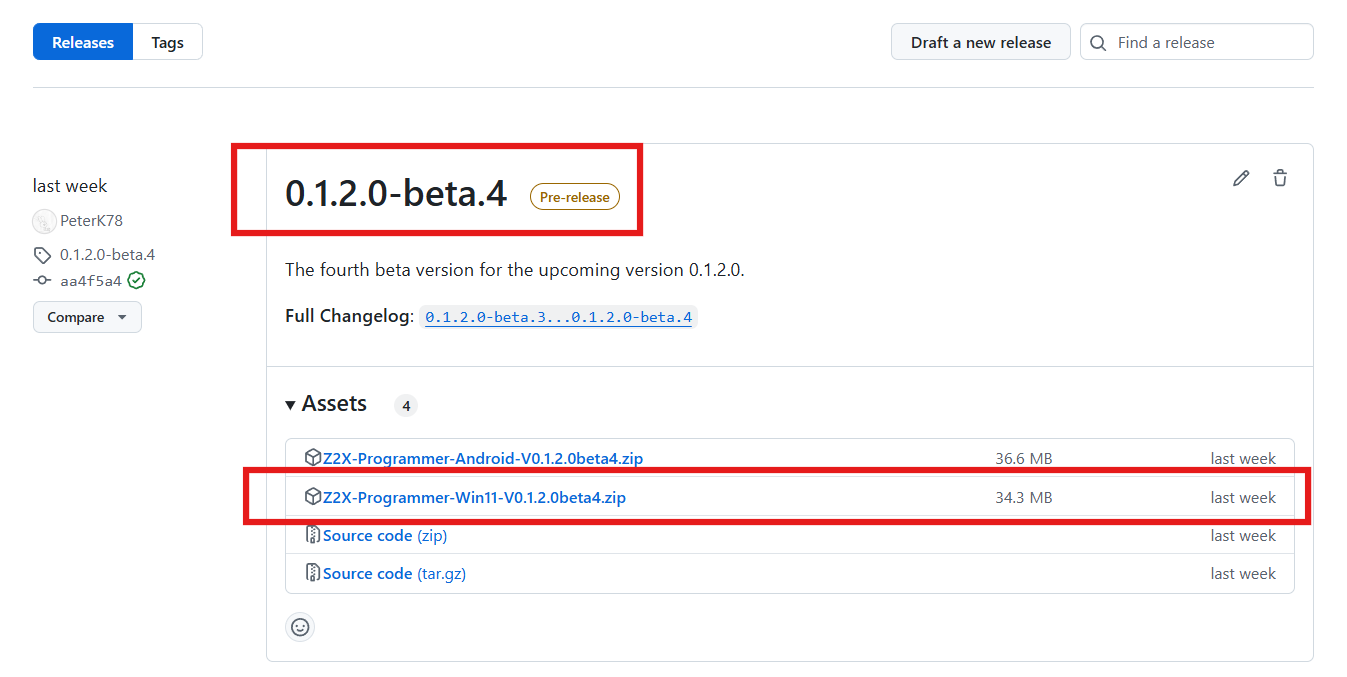 Releases Tags Draft a new release Find a release
last week
PeterK78
0.1.2.0-beta.4
aa4f5a4
Compare
0.1.2.0-beta.4 Pre-release
The fourth beta version for the upcoming version 0.1.2.0.
Full Changelog: 0.1.2.0-beta.3...0.1.2.0-beta.4
Assets 4
Z2X-Programmer-Android-V0.1.2.0beta4.zip 36.6 MB last week
Z2X-Programmer-Win11-V0.1.2.0beta4.zip 34.3 MB last week
Source code (zip) last week
Source code (tar.gz) last week